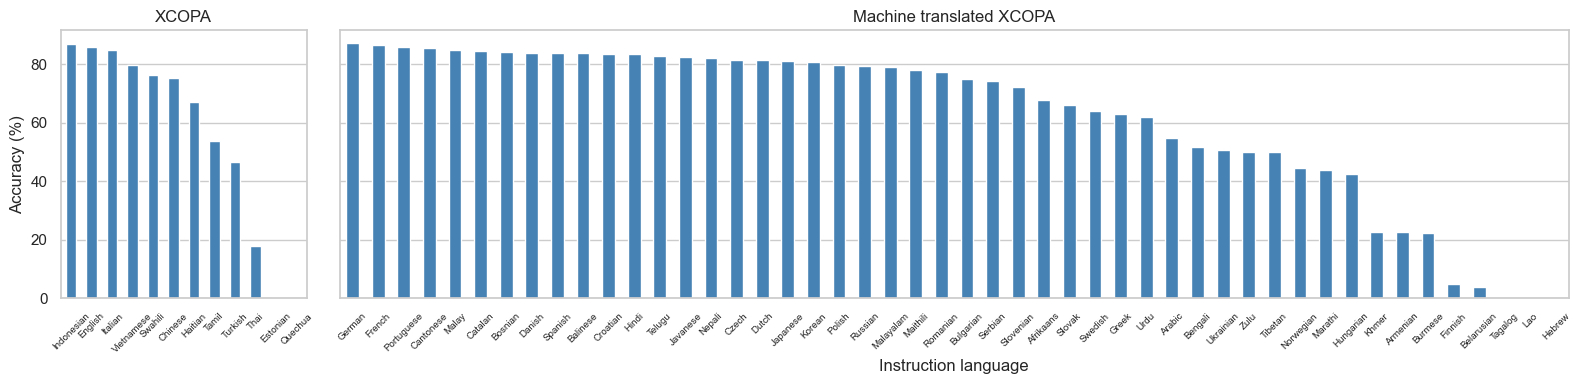 XCOPA
Machine translated XCOPA
Accuracy (%)
80
60
40
20
0
Indonesian
English
Italian
Vietnamese
Swahili
Chinese
Haitian
Tamil
Turkish
Thai
Estonian
Quechua
German
French
Portuguese
Cantonese
Malay
Catalan
Bosnian
Danish
Spanish
Balinese
Croatian
Hindi
Telugu
Javanese
Nepali
Czech
Dutch
Japanese
Korean
Polish
Russian
Malayalam
Maithili
Romanian
Bulgarian
Serbian
Slovenian
Afrikaans
Slovak
Swedish
Greek
Urdu
Arabic
Bengali
Ukrainian
Zulu
Tibetan
Norwegian
Marathi
Hungarian
Khmer
Armenian
Burmese
Finnish
Belarusian
Tagalog
Lao
Hebrew
Instruction language